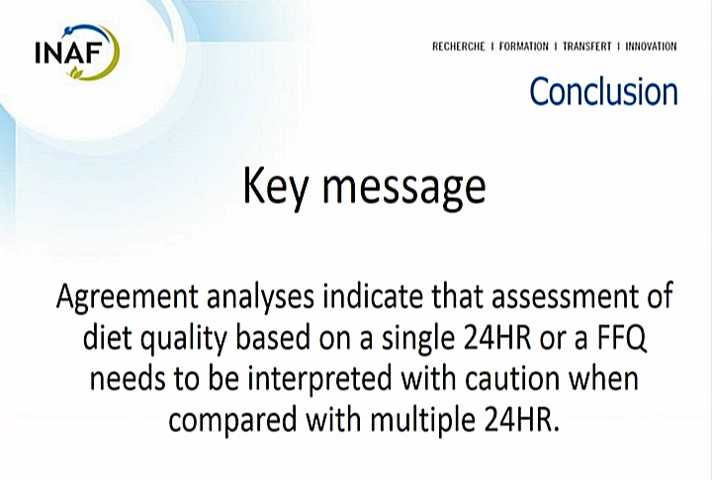 INAF
RECHERCHE I FORMATION I TRANSFERT I INNOVATION
Conclusion
Key message
Agreement analyses indicate that assessment of
diet quality based on a single 24HR or a FFQ
needs to be interpreted with caution when
compared with multiple 24HR.